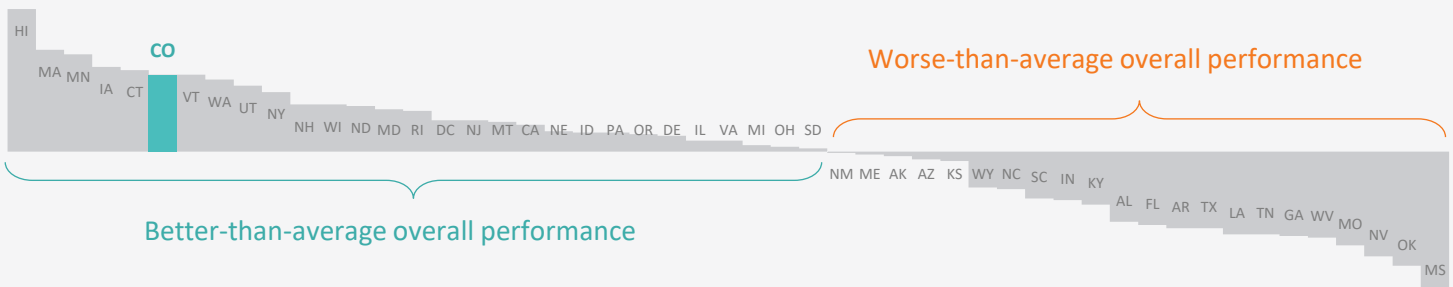 HI
CO
Worse-than-average overall performance
MA MN IA CT VT WA UT NY NH WI ND MD RI DC NJ MT CA NE ID PA OR DE IL VA MI OH SD
NM ME AK AZ KS WY NC SC IN KY AL FL AR TX LA TN GA WV MO NV OK MS
Better-than-average overall performance